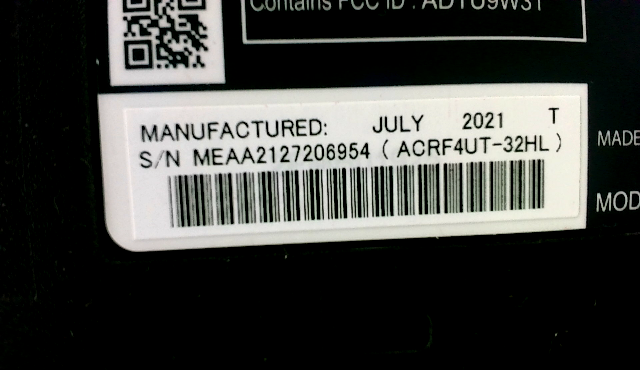 Contains FCC ID : ADTU9W31
MANUFACTURED: JULY 2021 T
S/N MEAA2127206954 ( ACRF4UT-32HL )
MADE
MOD